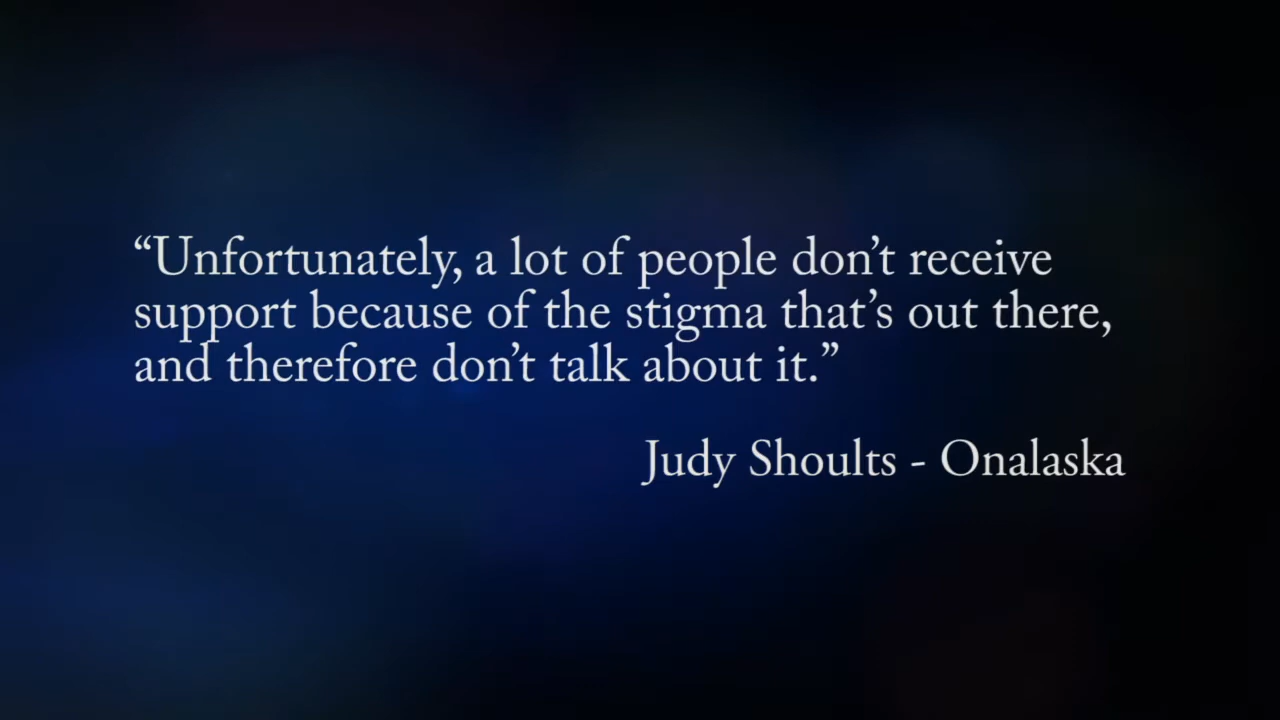 “Unfortunately, a lot of people don’t receive
support because of the stigma that’s out there,
and therefore don’t talk about it.”
Judy Shoults - Onalaska